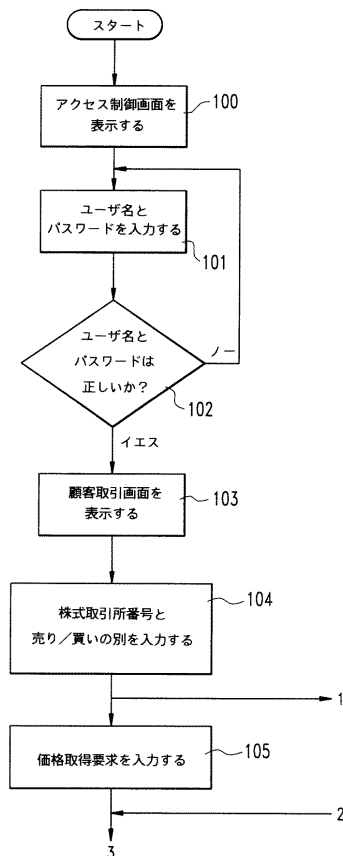 スタート
アクセス制御画面を
表示する
100
ユーザ名と
パスワードを入力する
101
ユーザ名と
パスワードは
正しいか？
ノー
102
イエス
顧客取引画面を
表示する
103
株式取引所番号と
売り／買いの別を入力する
104
1
価格取得要求を入力する
105
2
3